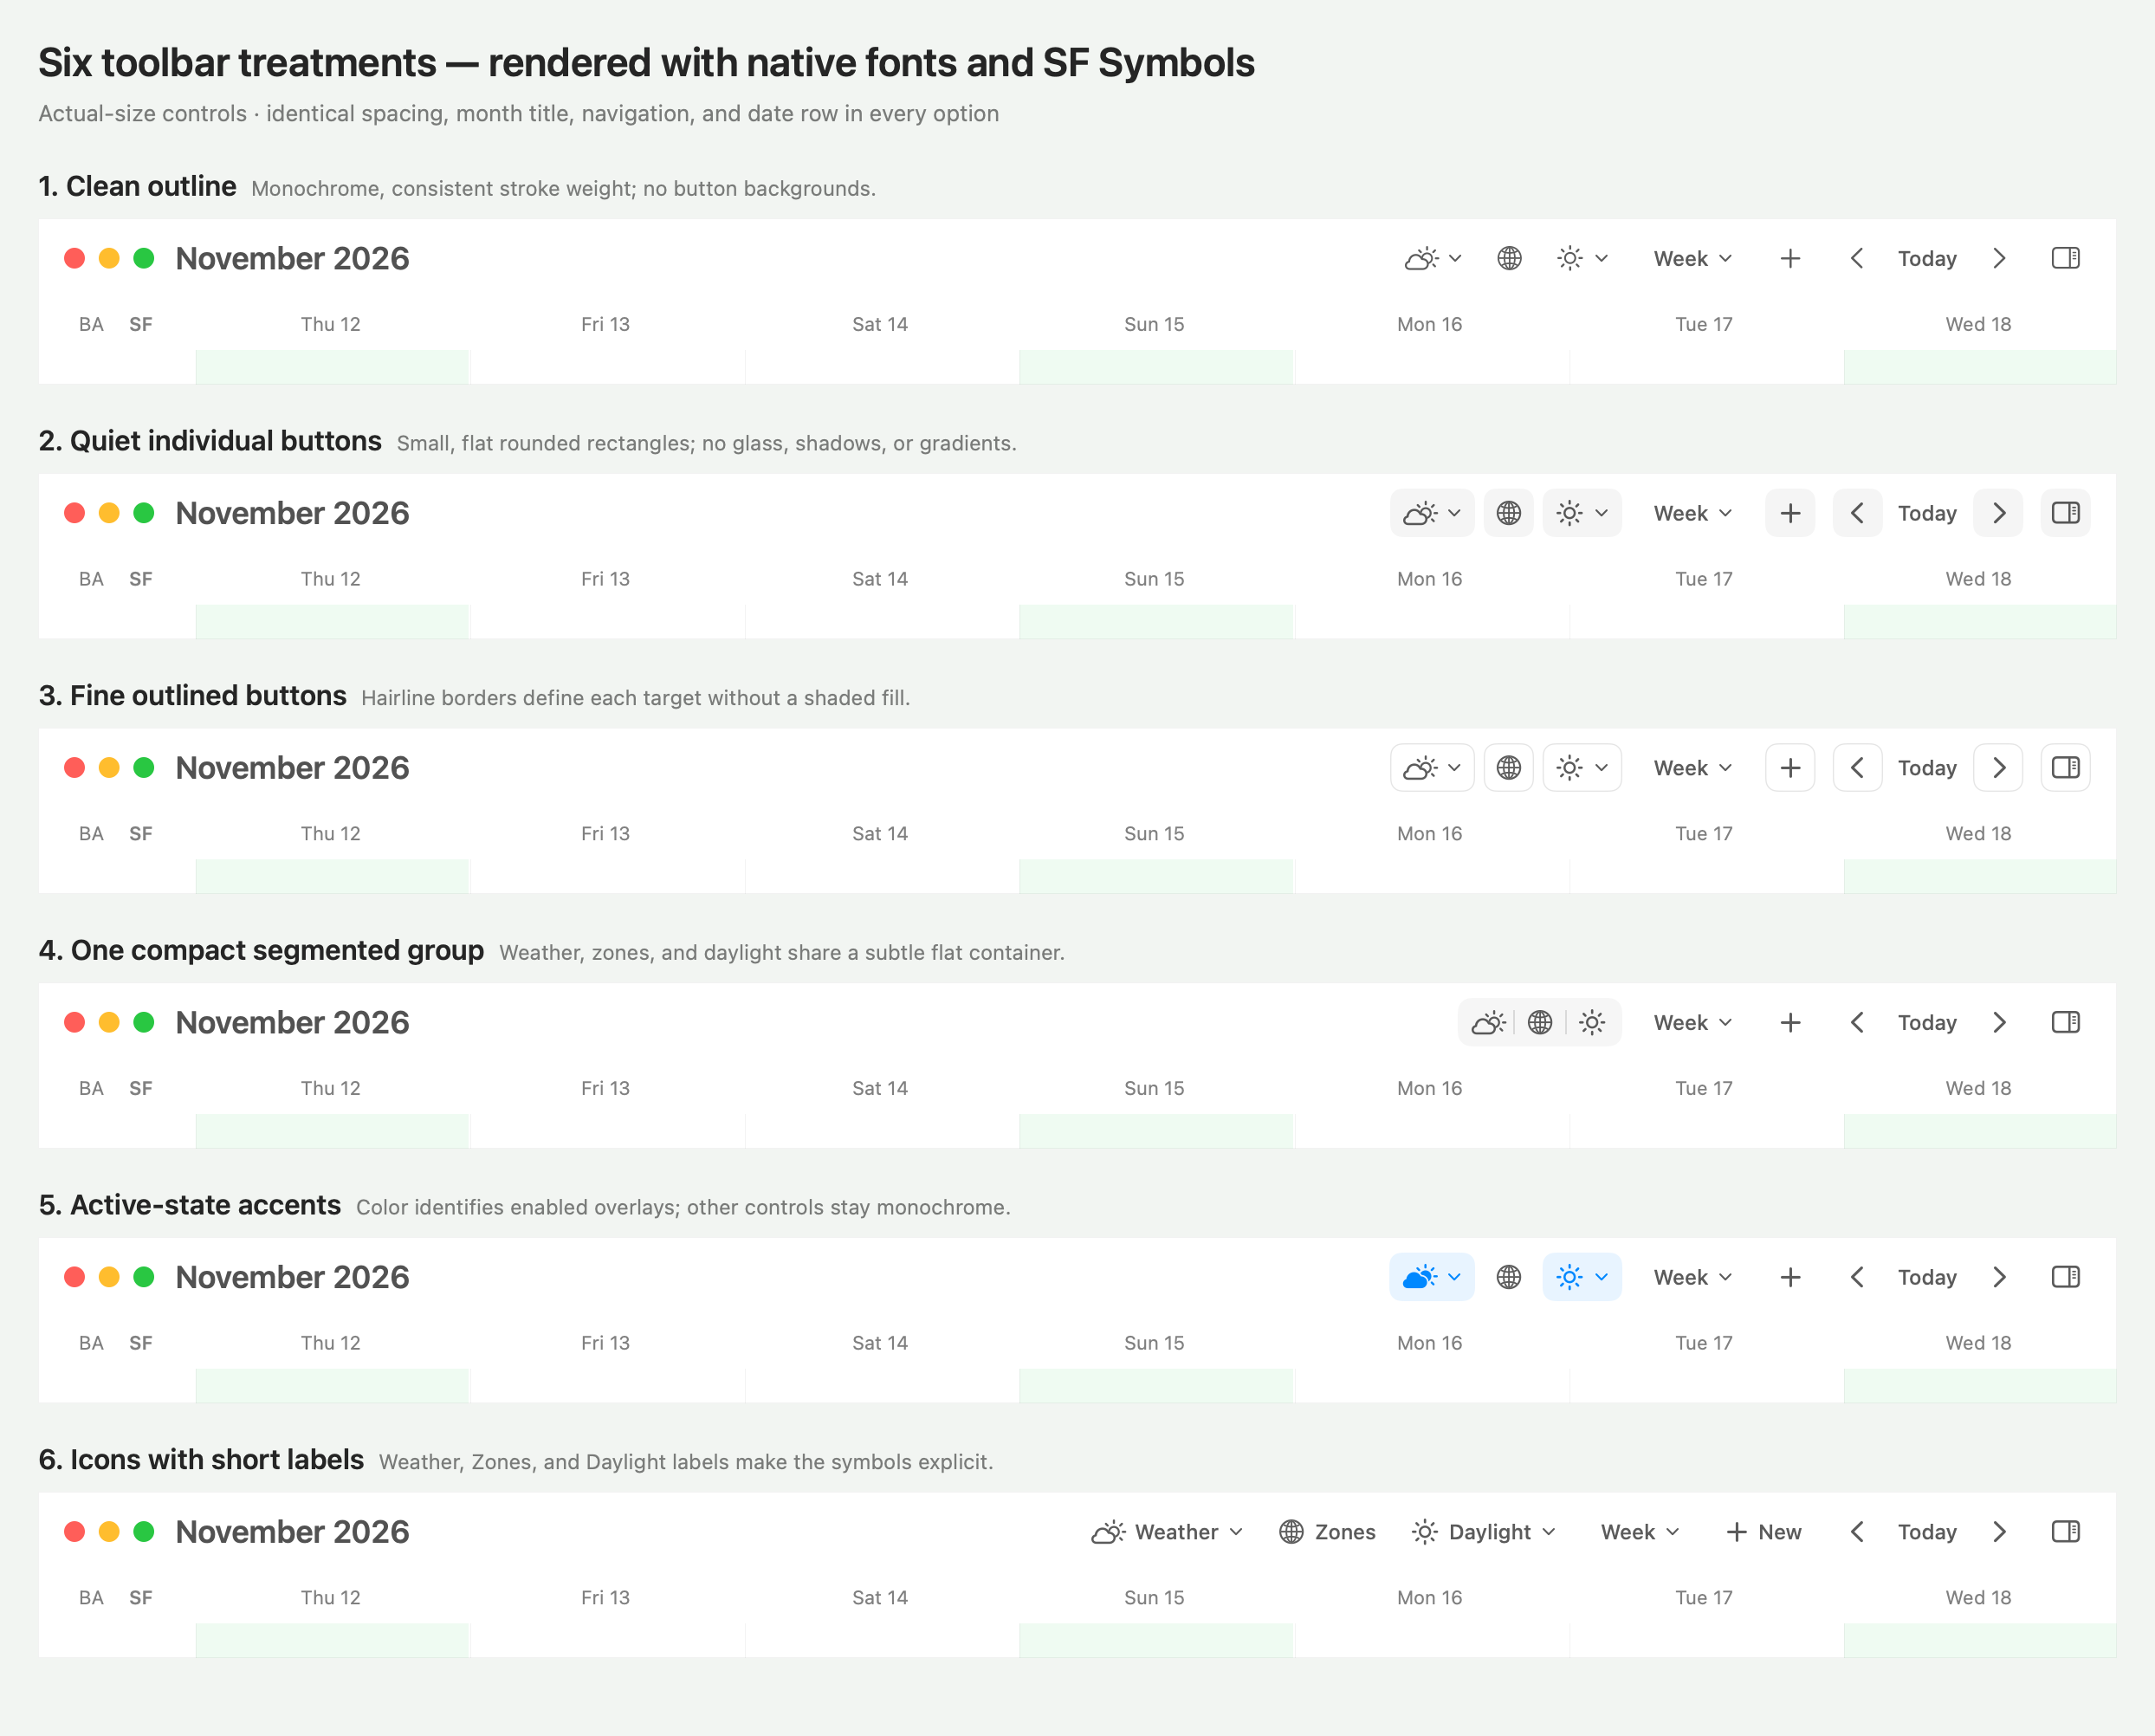 Six toolbar treatments — rendered with native fonts and SF Symbols
Actual-size controls · identical spacing, month title, navigation, and date row in every option
1. Clean outline Monochrome, consistent stroke weight; no button backgrounds.
November 2026 Week Today
BA SF Thu 12 Fri 13 Sat 14 Sun 15 Mon 16 Tue 17 Wed 18
2. Quiet individual buttons Small, flat rounded rectangles; no glass, shadows, or gradients.
November 2026 Week Today
BA SF Thu 12 Fri 13 Sat 14 Sun 15 Mon 16 Tue 17 Wed 18
3. Fine outlined buttons Hairline borders define each target without a shaded fill.
November 2026 Week Today
BA SF Thu 12 Fri 13 Sat 14 Sun 15 Mon 16 Tue 17 Wed 18
4. One compact segmented group Weather, zones, and daylight share a subtle flat container.
November 2026 Week Today
BA SF Thu 12 Fri 13 Sat 14 Sun 15 Mon 16 Tue 17 Wed 18
5. Active-state accents Color identifies enabled overlays; other controls stay monochrome.
November 2026 Week Today
BA SF Thu 12 Fri 13 Sat 14 Sun 15 Mon 16 Tue 17 Wed 18
6. Icons with short labels Weather, Zones, and Daylight labels make the symbols explicit.
November 2026 Weather Zones Daylight Week New Today
BA SF Thu 12 Fri 13 Sat 14 Sun 15 Mon 16 Tue 17 Wed 18